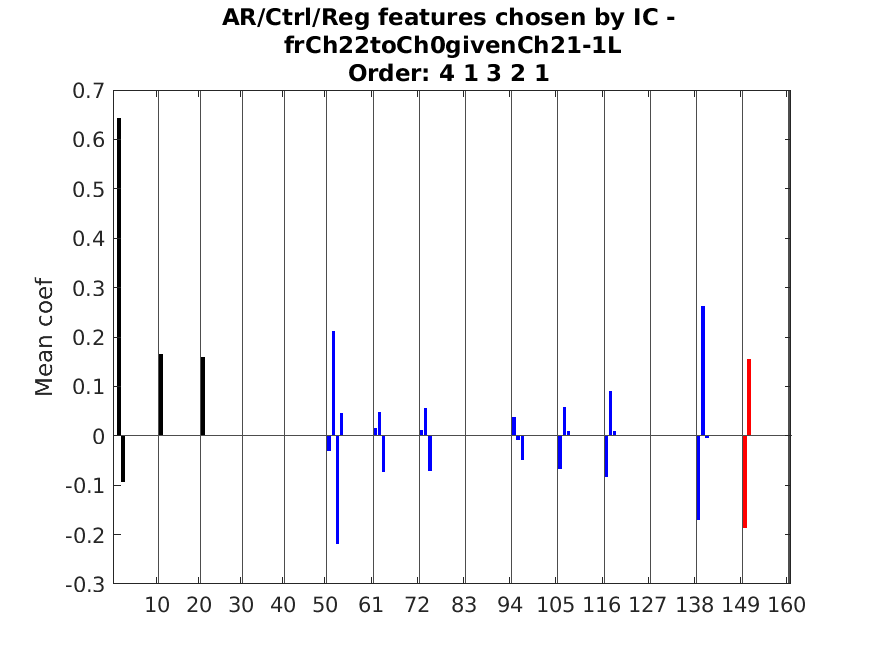 AR/Ctrl/Reg features chosen by IC -
frCh22toCh0givenCh21-1L
Order: 4 1 3 2 1
0.7
0.6
0.5
0.4
0.3
0.2
0.1
0
-0.1
-0.2
-0.3
Mean coef
10 20 30 40 50 61 72 83 94 105 116 127 138 149 160